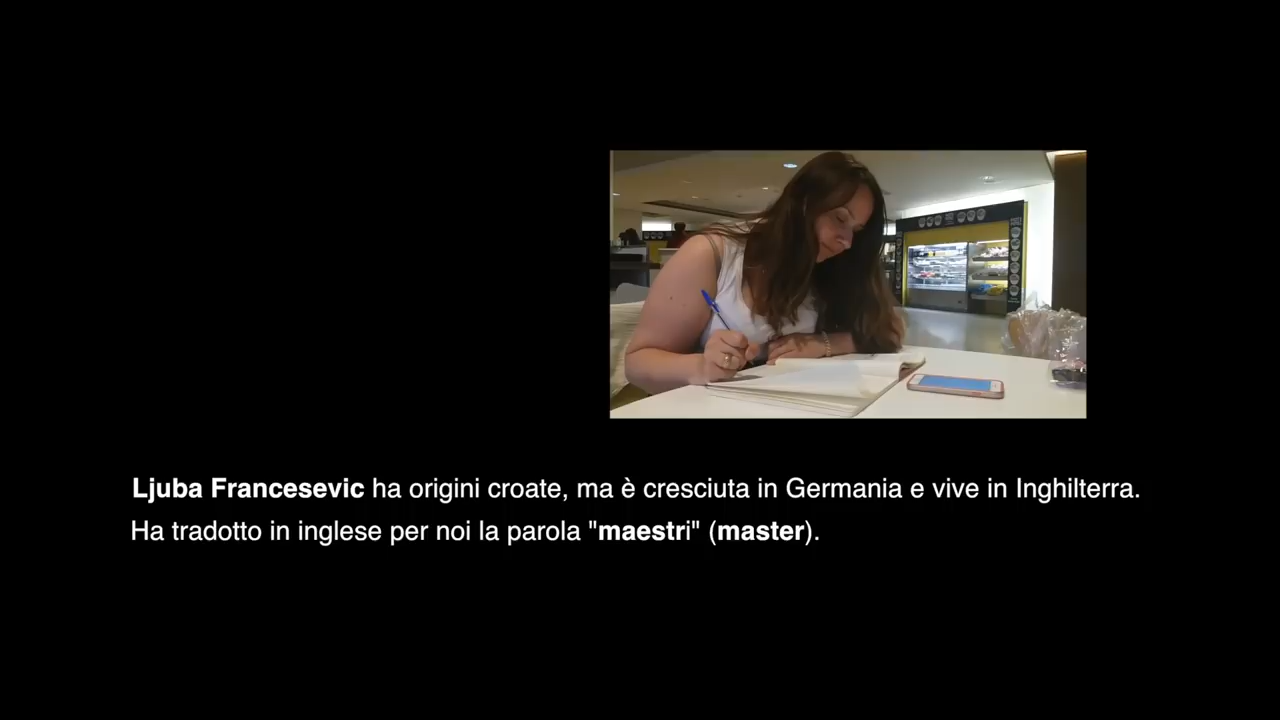 Ljuba Francesevic ha origini croate, ma è cresciuta in Germania e vive in Inghilterra.
Ha tradotto in inglese per noi la parola "maestri" (master).